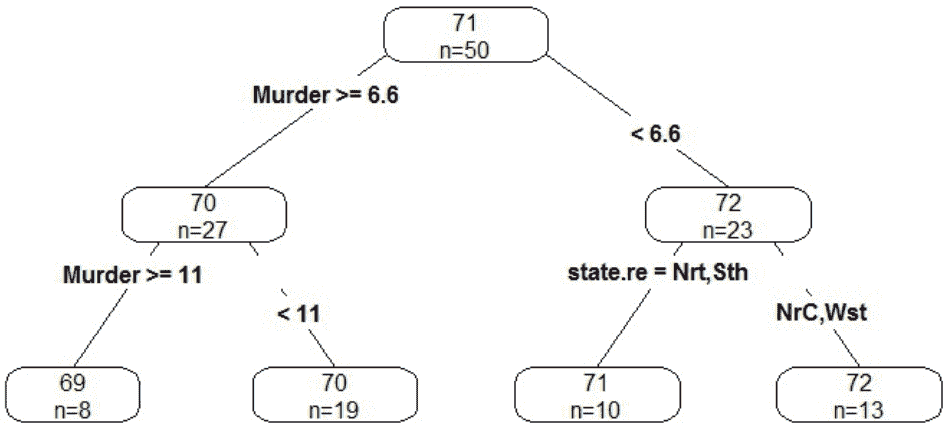 71
n=50
Murder >= 6.6
< 6.6
70
n=27
72
n=23
Murder >= 11
< 11
state.re = Nrt,Sth
NrC,Wst
69
n=8
70
n=19
71
n=10
72
n=13